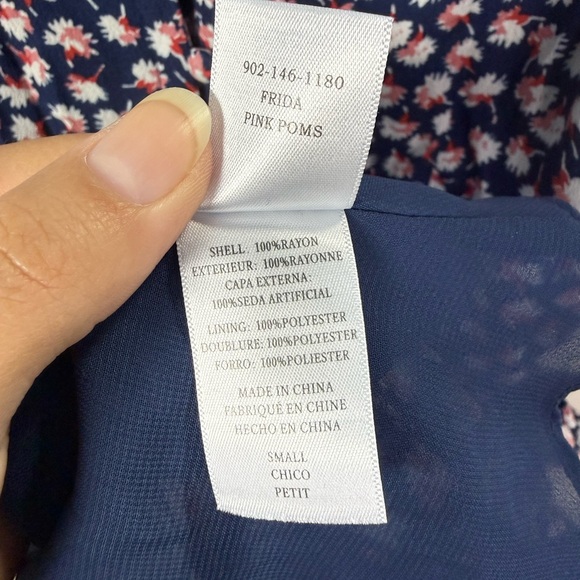 902-146-1180
FRIDA
PINK POMS
SHELL: 100%RAYON
EXTERIEUR: 100%RAYONNE
CAPA EXTERNA:
100%SEDA ARTIFICIAL
LINING: 100%POLYESTER
DOUBLURE: 100%POLYESTER
FORRO: 100%POLIESTER
MADE IN CHINA
FABRIQUÉ EN CHINE
HECHO EN CHINA
SMALL
CHICO
PETIT